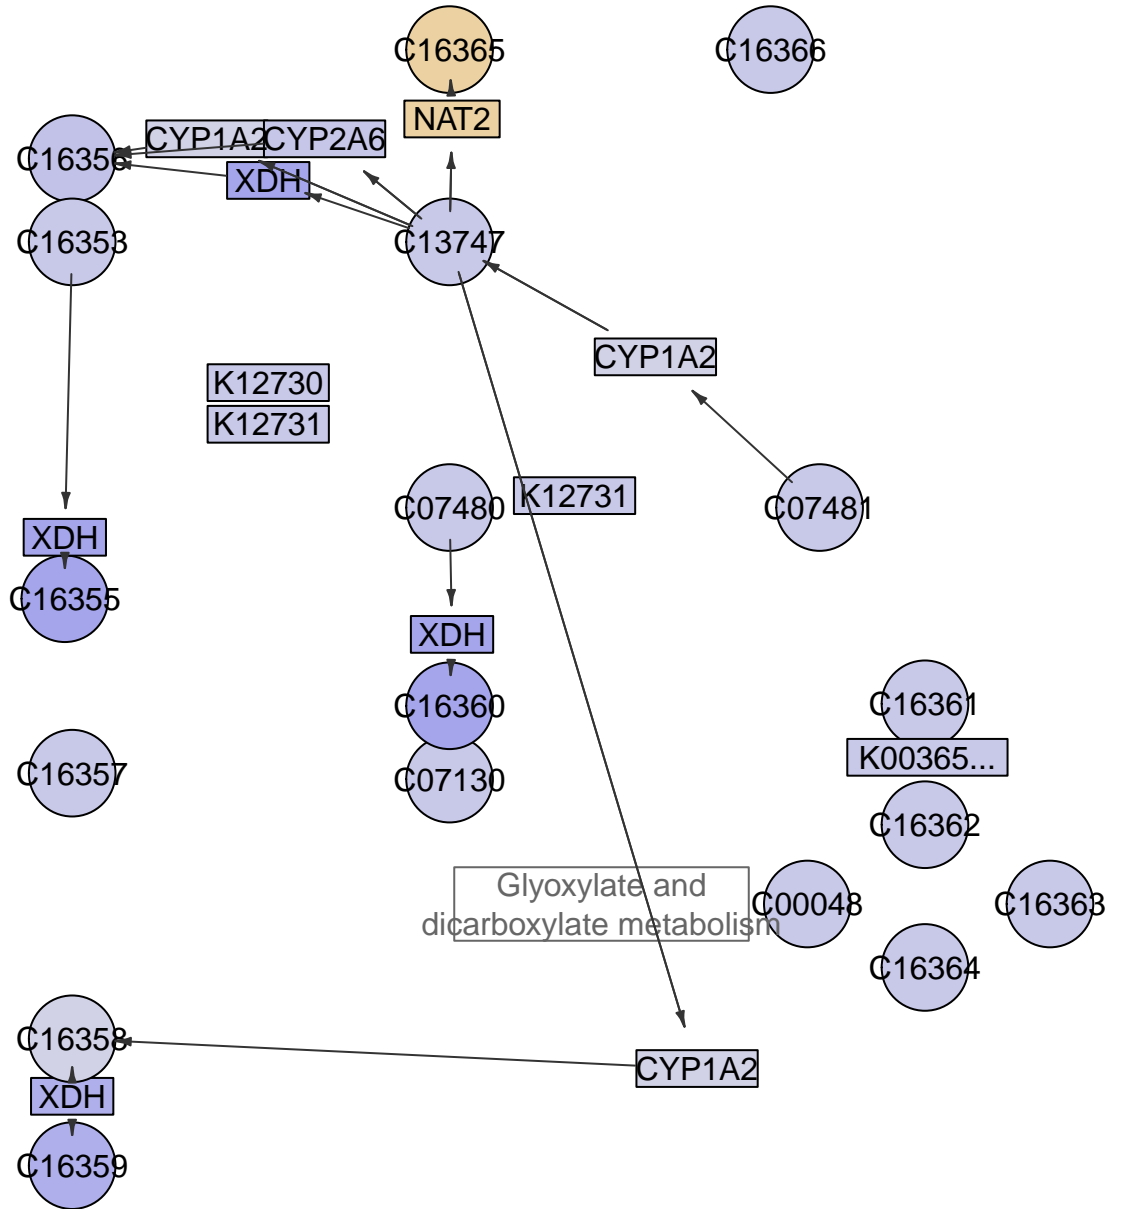 C16365
C16366
NAT2
CYP1A2
CYP2A6
C16356
XDH
C16353
C13747
CYP1A2
K12730
K12731
C07480
K12731
C07481
XDH
C16355
XDH
C16360
C16361
K00365...
C16357
C07130
C16362
Glyoxylate and
dicarboxylate metabolism
C00048
C16363
C16364
C16358
CYP1A2
XDH
C16359